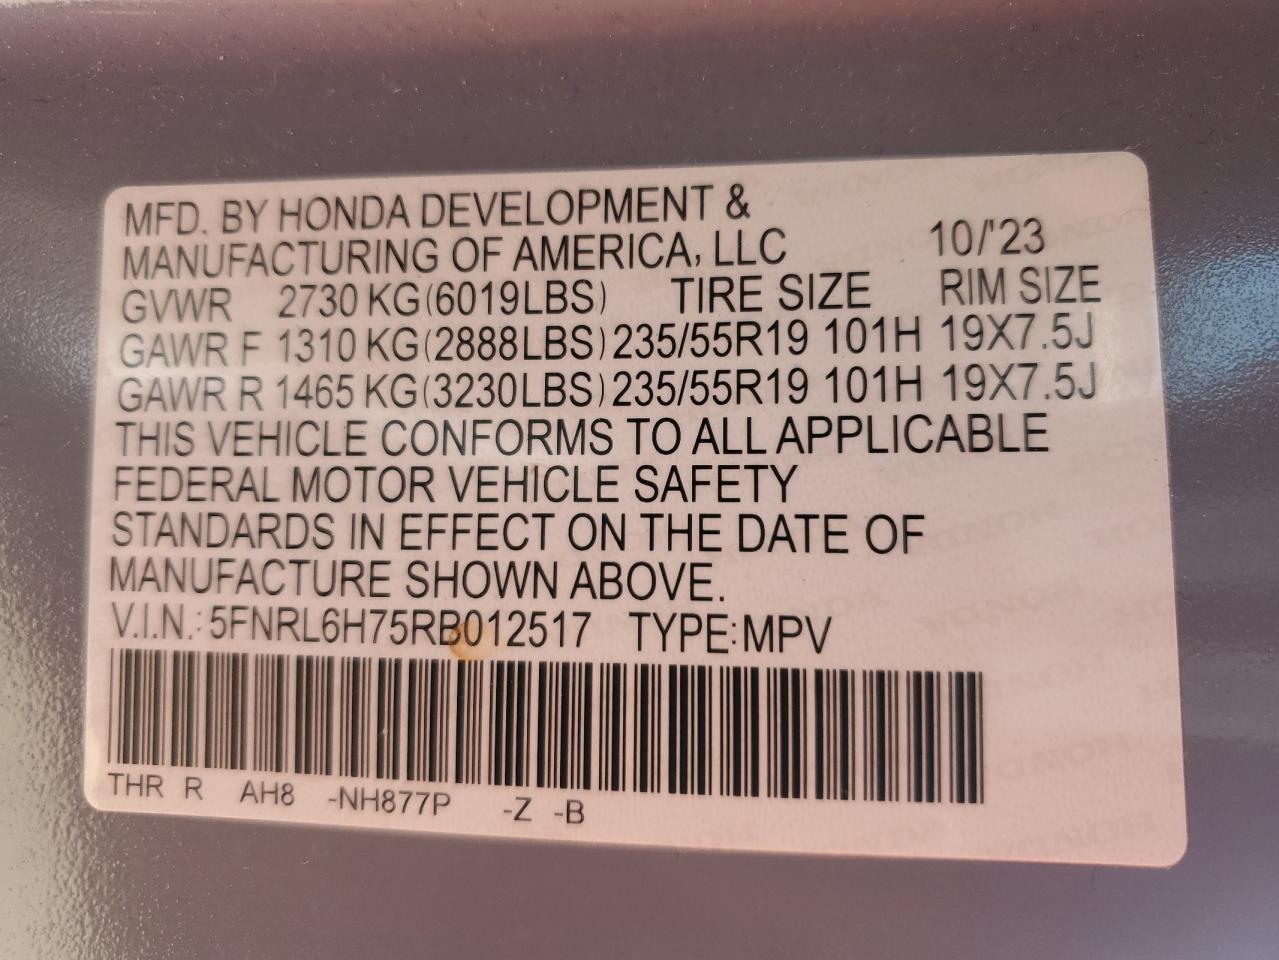 MFD. BY HONDA DEVELOPMENT &
MANUFACTURING OF AMERICA, LLC 10/'23
GVWR 2730 KG(6019LBS) TIRE SIZE RIM SIZE
GAWR F 1310 KG(2888LBS) 235/55R19 101H 19X7.5J
GAWR R 1465 KG(3230LBS) 235/55R19 101H 19X7.5J
THIS VEHICLE CONFORMS TO ALL APPLICABLE
FEDERAL MOTOR VEHICLE SAFETY
STANDARDS IN EFFECT ON THE DATE OF
MANUFACTURE SHOWN ABOVE.
V.I.N.: 5FNRL6H75RB012517 TYPE:MPV
THR R AH8 -NH877P -Z -B